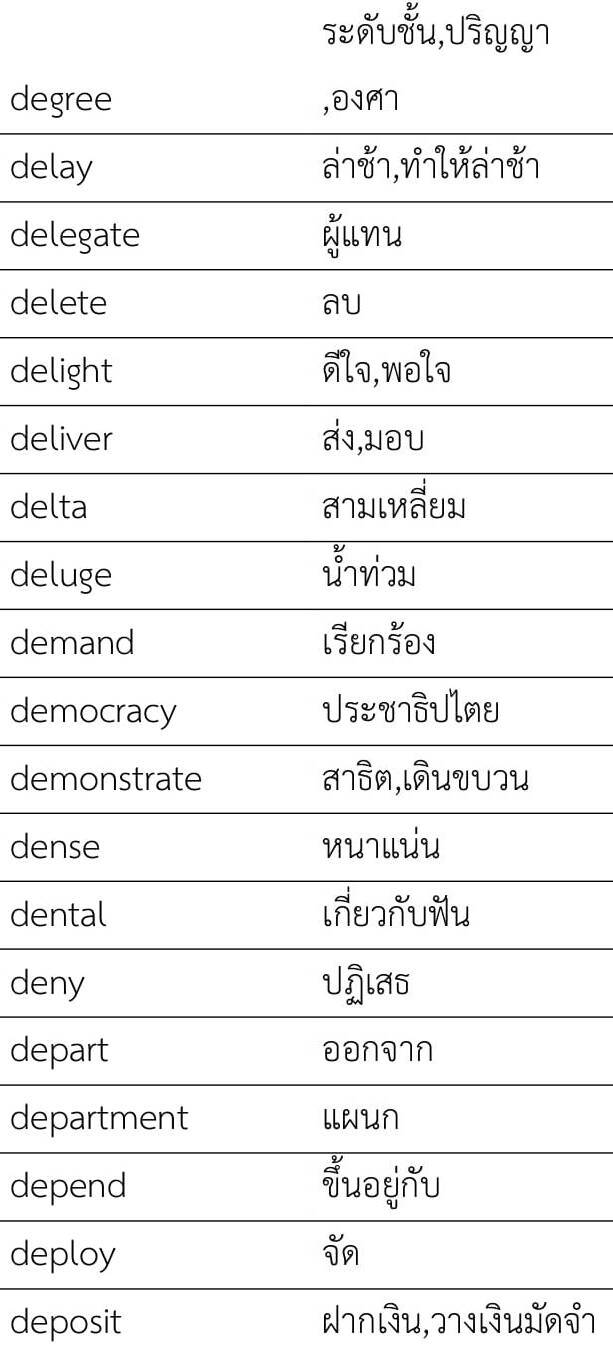 ระดับชั้น,ปริญญา
degree ,องศา
delay ล่าช้า,ทำให้ล่าช้า
delegate ผู้แทน
delete ลบ
delight ดีใจ,พอใจ
deliver ส่ง,มอบ
delta สามเหลี่ยม
deluge น้ำท่วม
demand เรียกร้อง
democracy ประชาธิปไตย
demonstrate สาธิต,เดินขบวน
dense หนาแน่น
dental เกี่ยวกับฟัน
deny ปฏิเสธ
depart ออกจาก
department แผนก
depend ขึ้นอยู่กับ
deploy จัด
deposit ฝากเงิน,วางเงินมัดจำ